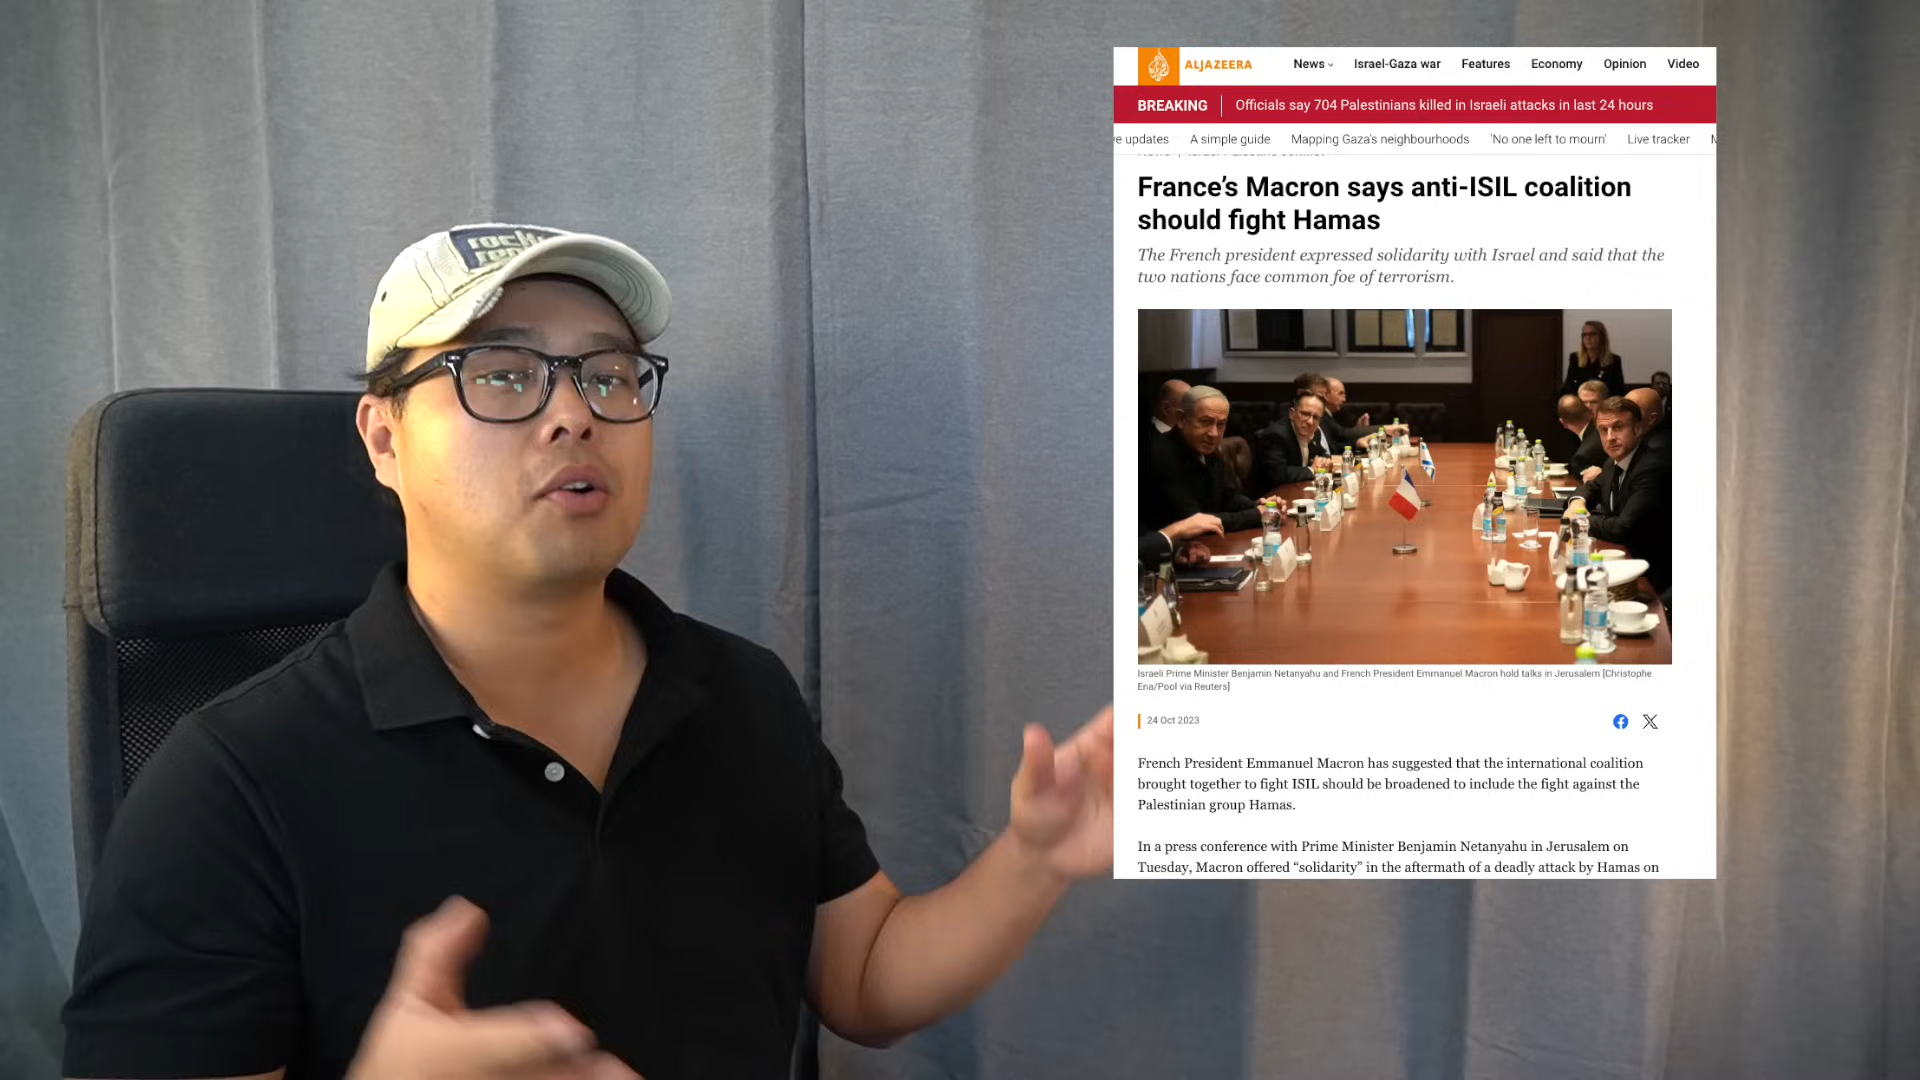 ALJAZEERA
News Israel-Gaza war Features Economy Opinion Video
BREAKING Officials say 704 Palestinians killed in Israeli attacks in last 24 hours
e updates A simple guide Mapping Gaza's neighbourhoods 'No one left to mourn' Live tracker
France's Macron says anti-ISIL coalition
should fight Hamas
The French president expressed solidarity with Israel and said that the
two nations face common foe of terrorism.
Israeli Prime Minister Benjamin Netanyahu and French President Emmanuel Macron hold talks in Jerusalem [Christophe
Ena/Pool via Reuters]
24 Oct 2023
French President Emmanuel Macron has suggested that the international coalition
brought together to fight ISIL should be broadened to include the fight against the
Palestinian group Hamas.
In a press conference with Prime Minister Benjamin Netanyahu in Jerusalem on
Tuesday, Macron offered “solidarity” in the aftermath of a deadly attack by Hamas on